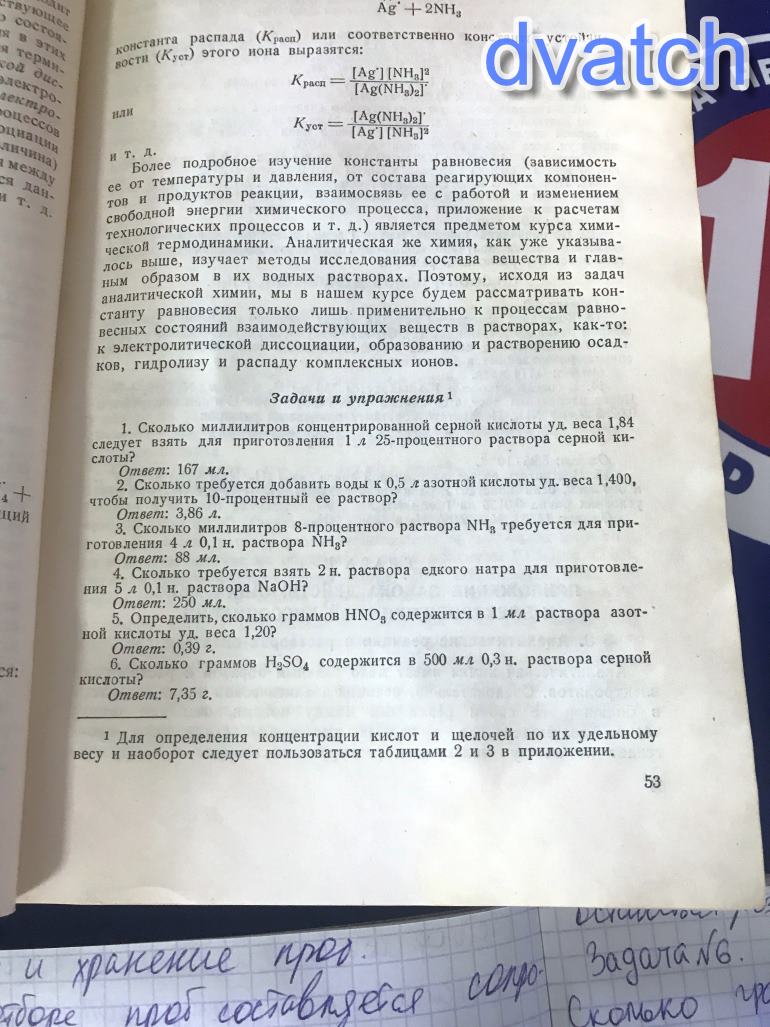 dvatch
Ag˙ + 2NH₃
константа распада (Kрасп) или соответственно
вости (Kуст) этого иона выразятся:
Kрасп = [Ag˙] [NH₃]² / [Ag(NH₃)₂]˙
или
Kуст = [Ag(NH₃)₂]˙ / [Ag˙] [NH₃]²
и т. д.
Более подробное изучение константы равновесия (зависимость
ее от температуры и давления, от состава реагирующих компонен-
тов и продуктов реакции, взаимосвязь ее с работой и изменением
свободной энергии химического процесса, приложение к расчетам
технологических процессов и т. д.) является предметом курса хими-
ческой термодинамики. Аналитическая же химия, как уже указыва-
лось выше, изучает методы исследования состава вещества и глав-
ным образом в их водных растворах. Поэтому, исходя из задач
аналитической химии, мы в нашем курсе будем рассматривать кон-
станту равновесия только лишь применительно к процессам равно-
весных состояний взаимодействующих веществ в растворах, как-то:
к электролитической диссоциации, образованию и растворению осад-
ков, гидролизу и распаду комплексных ионов.
Задачи и упражнения ¹
1. Сколько миллилитров концентрированной серной кислоты уд. веса 1,84
следует взять для приготовления 1 л 25-процентного раствора серной ки-
слоты?
Ответ: 167 мл.
2. Сколько требуется добавить воды к 0,5 л азотной кислоты уд. веса 1,400,
чтобы получить 10-процентный ее раствор?
Ответ: 3,86 л.
3. Сколько миллилитров 8-процентного раствора NH₃ требуется для при-
готовления 4 л 0,1 н. раствора NH₃?
Ответ: 88 мл.
4. Сколько требуется взять 2 н. раствора едкого натра для приготовле-
ния 5 л 0,1 н. раствора NaOH?
Ответ: 250 мл.
5. Определить, сколько граммов HNO₃ содержится в 1 мл раствора азот-
ной кислоты уд. веса 1,20?
Ответ: 0,39 г.
6. Сколько граммов H₂SO₄ содержится в 500 мл 0,3 н. раствора серной
кислоты?
Ответ: 7,35 г.
¹ Для определения концентрации кислот и щелочей по их удельному
весу и наоборот следует пользоваться таблицами 2 и 3 в приложении.
53
и хранение проб.
проб составляется сопро-
Задача №6.
Сколько